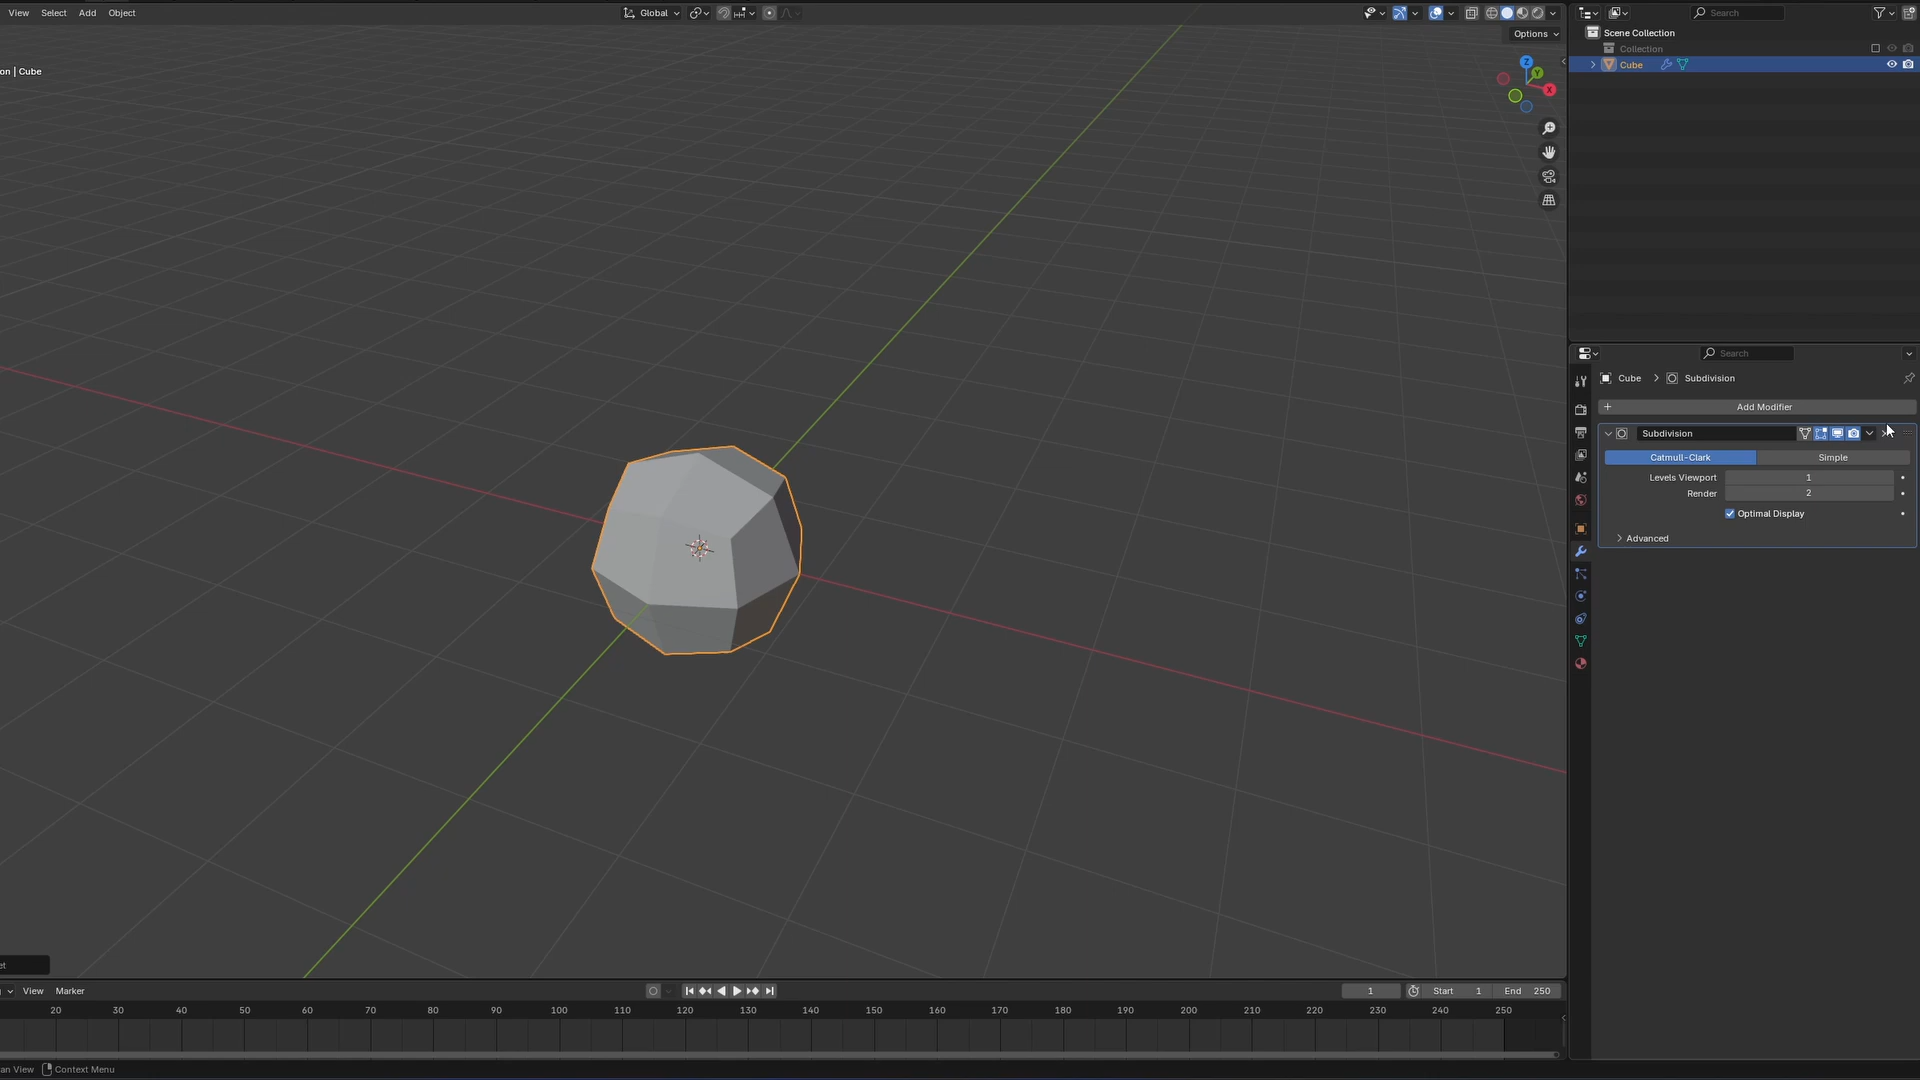 View Select Add Object
Global
Options
on | Cube
Z
Y
X
Search
Scene Collection
Collection
Cube
Search
Cube > Subdivision
+ Add Modifier
Subdivision
Catmull-Clark Simple
Levels Viewport 1
Render 2
Optimal Display
Advanced
et
View Marker
1 Start 1 End 250
20 30 40 50 60 70 80 90 100 110 120 130 140 150 160 170 180 190 200 210 220 230 240 250
an View Context Menu